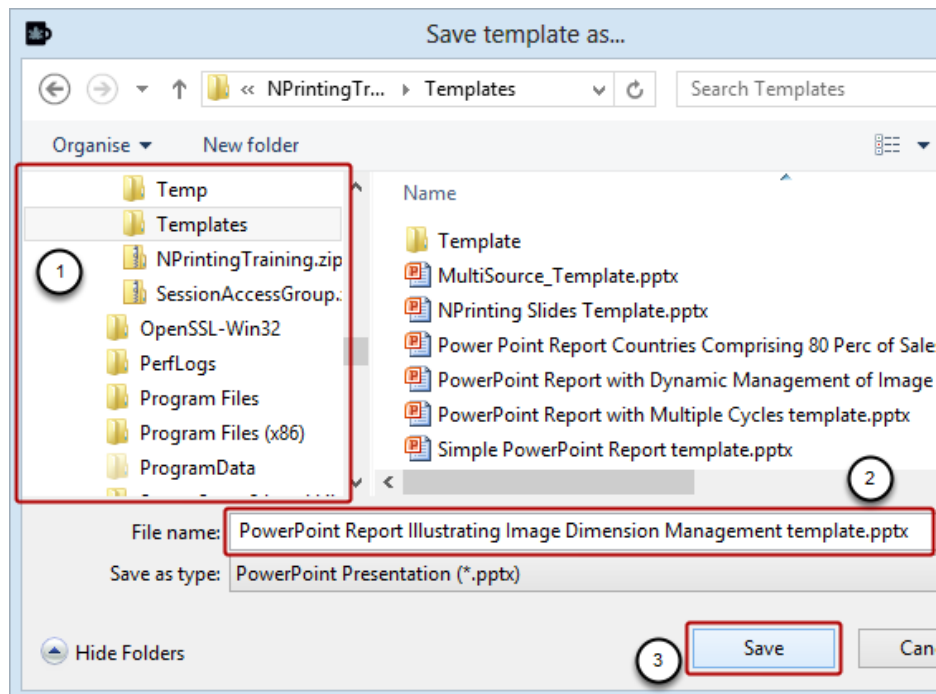 Save template as...
« NPrintingTr... Templates
Search Templates
Organise
New folder
Temp
Templates
NPrintingTraining.zip
SessionAccessGroup.
OpenSSL-Win32
PerfLogs
Program Files
Program Files (x86)
ProgramData
1
Name
Template
MultiSource_Template.pptx
NPrinting Slides Template.pptx
Power Point Report Countries Comprising 80 Perc of Sale
PowerPoint Report with Dynamic Management of Image
PowerPoint Report with Multiple Cycles template.pptx
Simple PowerPoint Report template.pptx
2
File name: PowerPoint Report Illustrating Image Dimension Management template.pptx
Save as type: PowerPoint Presentation (*.pptx)
Hide Folders
3
Save
Can